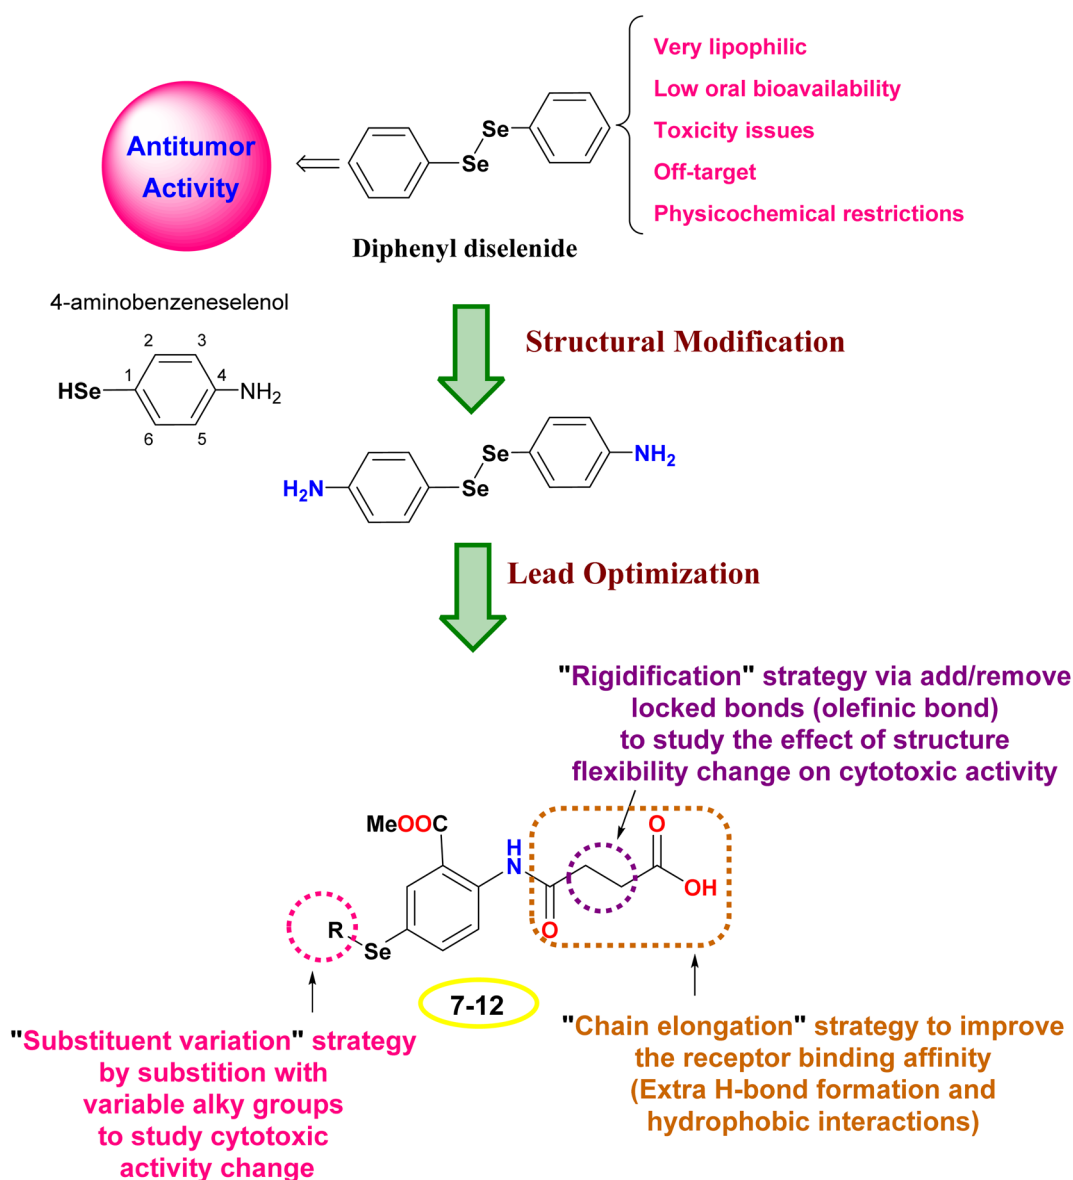 Very lipophilic
Low oral bioavailability
Toxicity issues
Off-target
Physicochemical restrictions
Antitumor
Activity
Se
Se
Diphenyl diselenide
4-aminobenzeneselenol
2
3
HSe
1
4
NH2
6
5
Structural Modification
Se
NH2
H2N
Se
Lead Optimization
"Rigidification" strategy via add/remove
locked bonds (olefinic bond)
to study the effect of structure
flexibility change on cytotoxic activity
MeOOC
H
N
O
OH
O
R
Se
7-12
"Substituent variation" strategy
by substition with
variable alky groups
to study cytotoxic
activity change
"Chain elongation" strategy to improve
the receptor binding affinity
(Extra H-bond formation and
hydrophobic interactions)